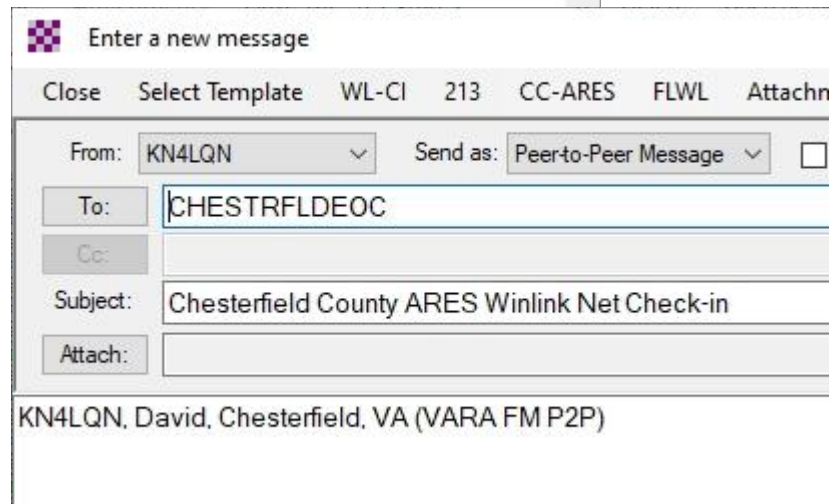 Enter a new message
Close Select Template WL-CI 213 CC-ARES FLWL Attachm
From: KN4LQN Send as: Peer-to-Peer Message
To: CHESTRFLDEOC
Cc:
Subject: Chesterfield County ARES Winlink Net Check-in
Attach:
KN4LQN, David, Chesterfield, VA (VARA FM P2P)